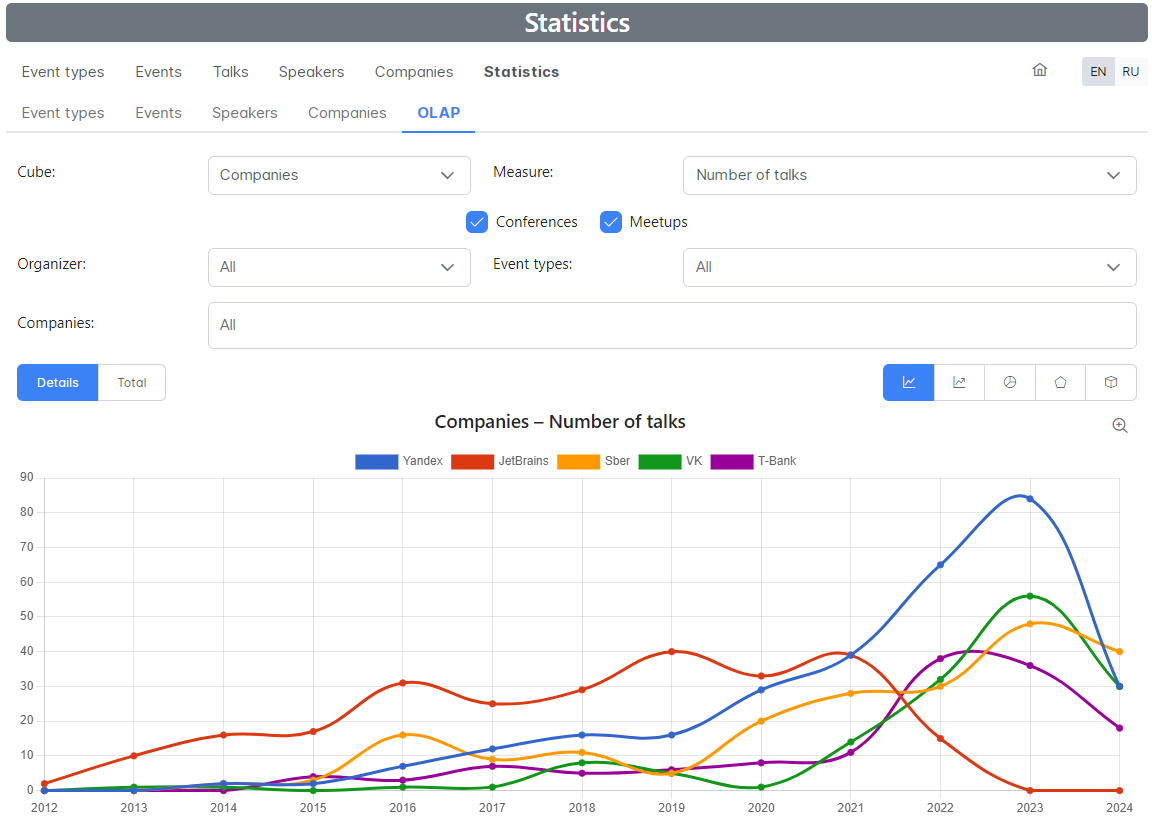 Statistics
Event types Events Talks Speakers Companies Statistics EN RU
Event types Events Speakers Companies OLAP
Cube: Companies Measure: Number of talks
Conferences Meetups
Organizer: All Event types: All
Companies: All
Details Total
Companies – Number of talks
Yandex JetBrains Sber VK T-Bank
90
80
70
60
50
40
30
20
10
0
2012 2013 2014 2015 2016 2017 2018 2019 2020 2021 2022 2023 2024